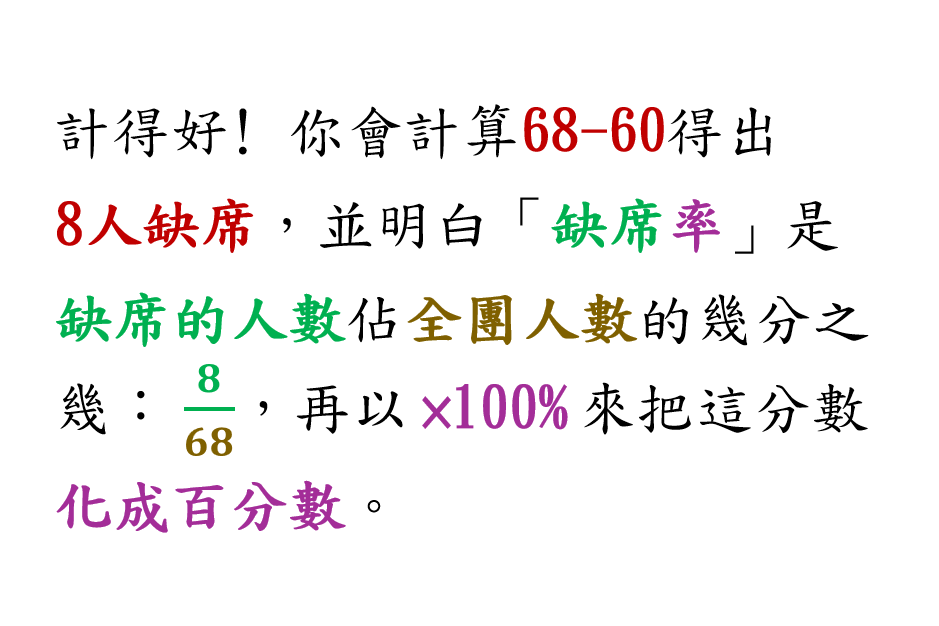 計得好！你會計算68-60得出
8人缺席，並明白「缺席率」是
缺席的人數佔全團人數的幾分之
幾：8/68，再以×100%來把這分數
化成百分數。